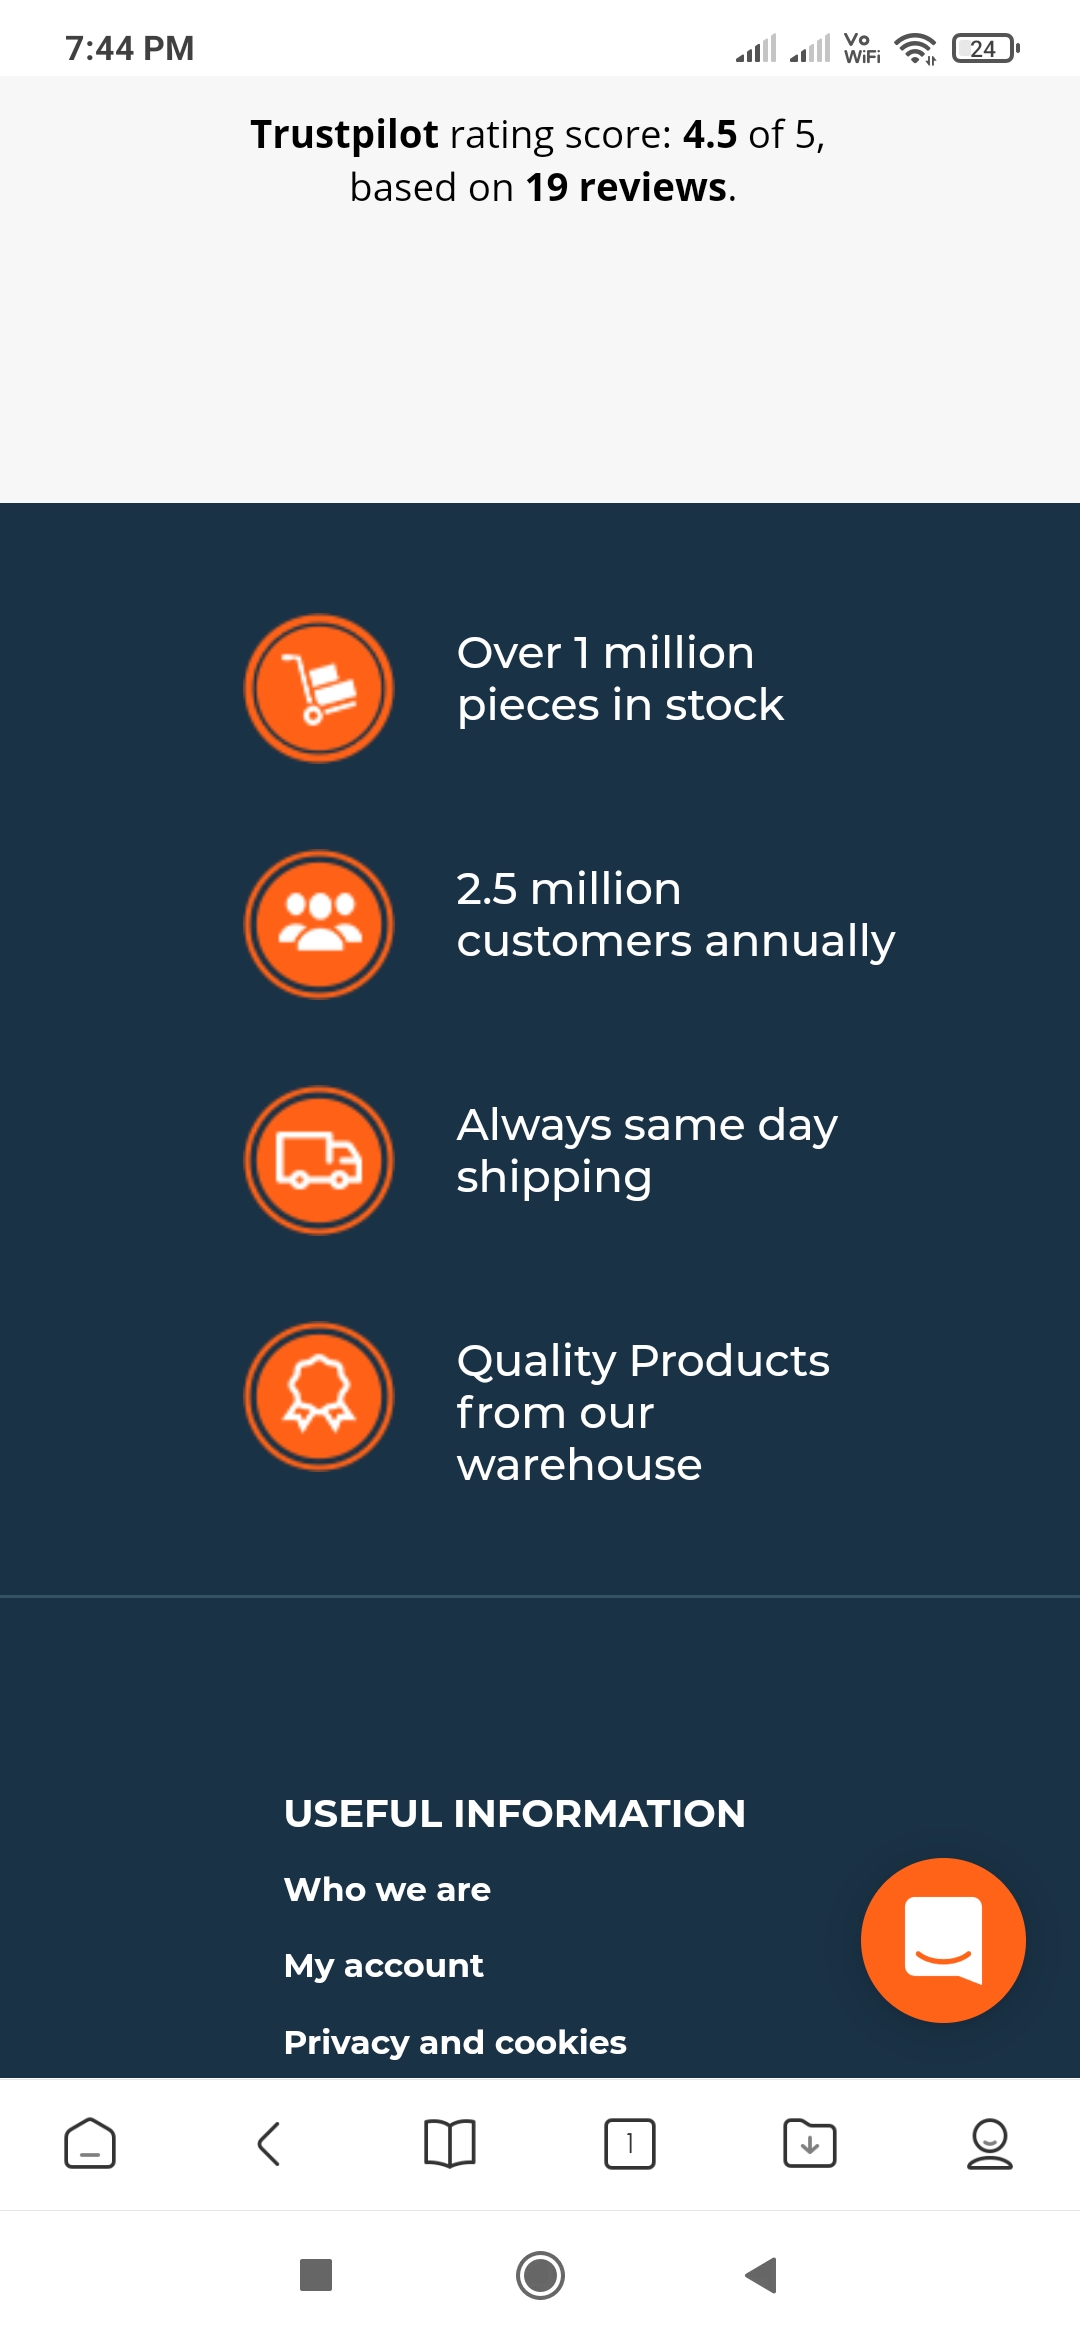 7:44 PM
Vo
WiFi
24
Trustpilot rating score: 4.5 of 5,
based on 19 reviews.
Over 1 million
pieces in stock
2.5 million
customers annually
Always same day
shipping
Quality Products
from our
warehouse
USEFUL INFORMATION
Who we are
My account
Privacy and cookies
1